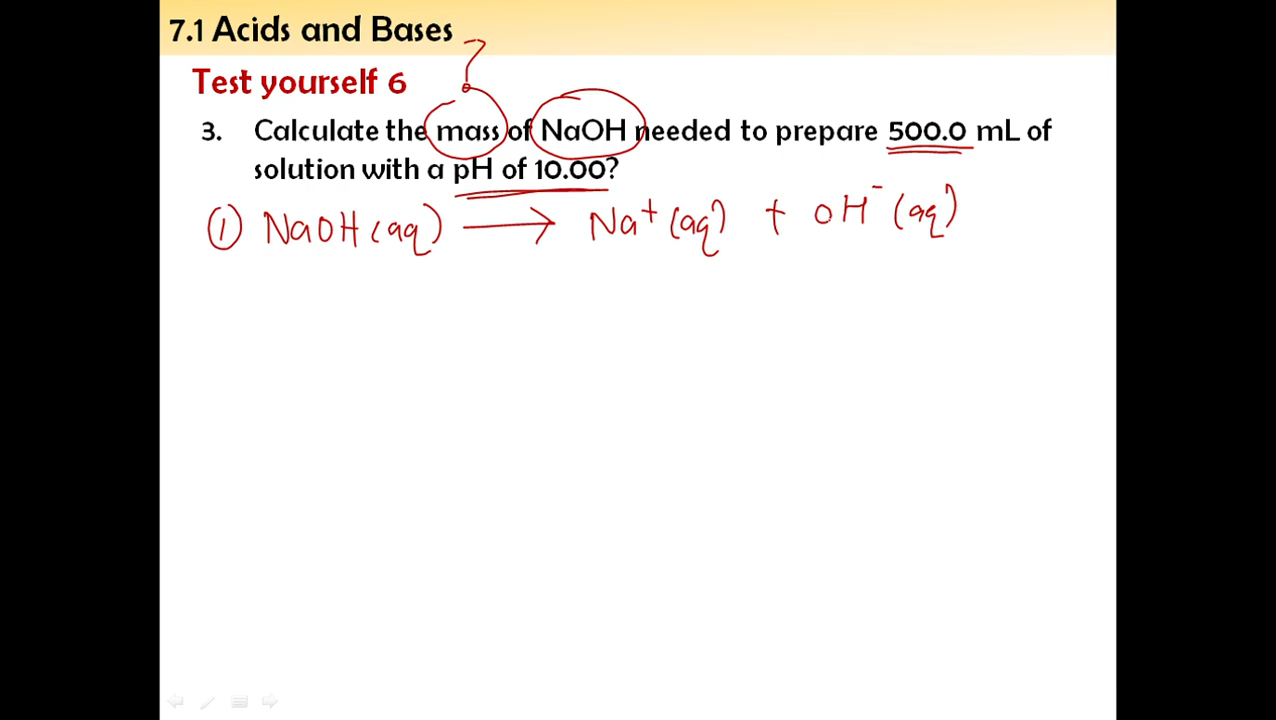 7.1 Acids and Bases
Test yourself 6
?
3. Calculate the mass of NaOH needed to prepare 500.0 mL of
solution with a pH of 10.00?
① NaOH(aq) ⟶ Na⁺(aq) + OH⁻(aq)